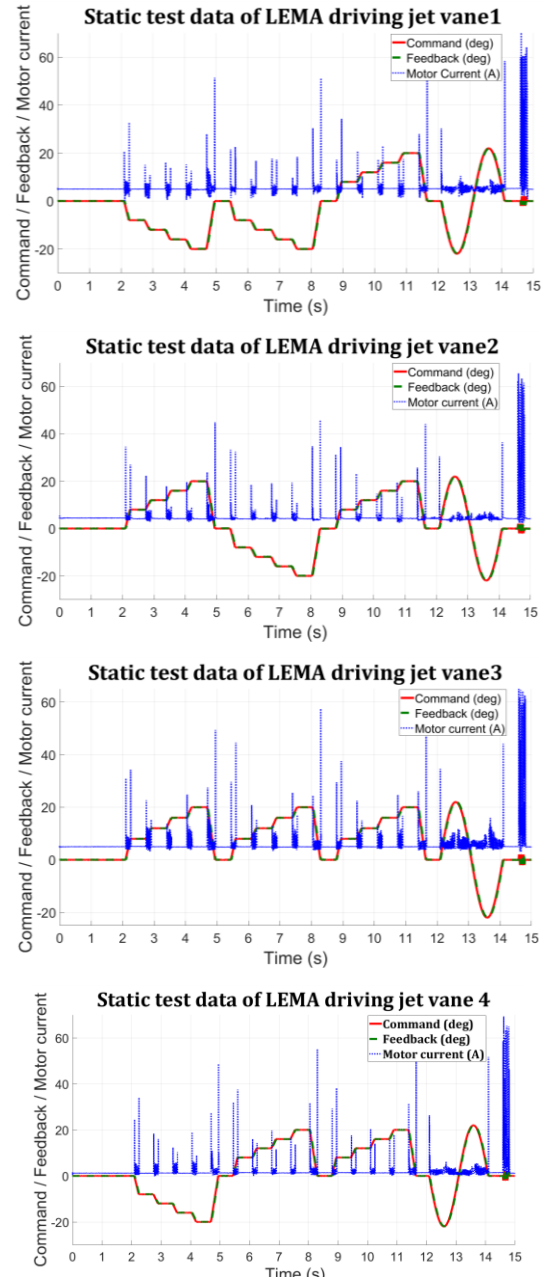 Static test data of LEMA driving jet vane1
Command / Feedback / Motor current
60
40
20
0
-20
Command (deg)
Feedback (deg)
Motor Current (A)
0 1 2 3 4 5 6 7 8 9 10 11 12 13 14 15
Time (s)
Static test data of LEMA driving jet vane2
Command / Feedback / Motor current
60
40
20
0
-20
Command (deg)
Feedback (deg)
Motor current (A)
0 1 2 3 4 5 6 7 8 9 10 11 12 13 14 15
Time (s)
Static test data of LEMA driving jet vane3
Command / Feedback / Motor current
60
40
20
0
-20
Command (deg)
Feedback (deg)
Motor current (A)
0 1 2 3 4 5 6 7 8 9 10 11 12 13 14 15
Time (s)
Static test data of LEMA driving jet vane 4
Command / Feedback / Motor current
60
40
20
0
-20
Command (deg)
Feedback (deg)
Motor current (A)
0 1 2 3 4 5 6 7 8 9 10 11 12 13 14 15
Time (s)